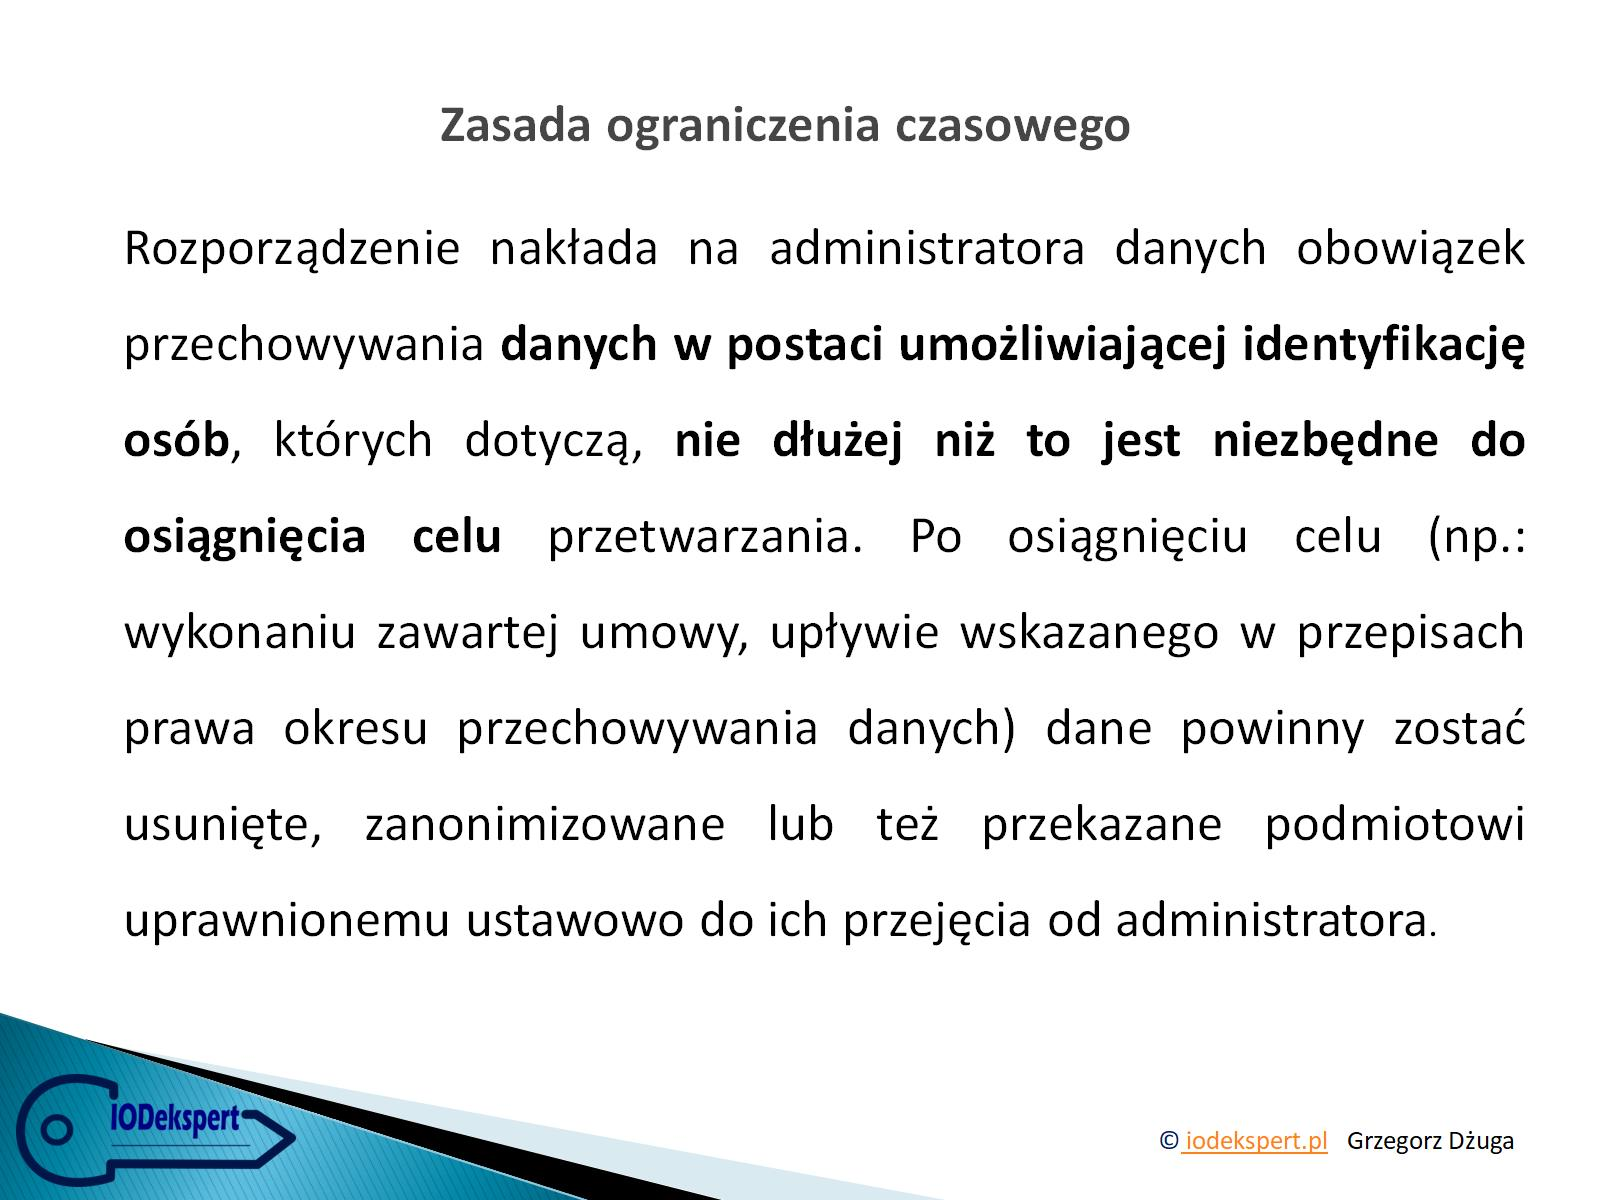 Zasada ograniczenia czasowego
Rozporządzenie nakłada na administratora danych obowiązek
przechowywania danych w postaci umożliwiającej identyfikację
osób, których dotyczą, nie dłużej niż to jest niezbędne do
osiągnięcia celu przetwarzania. Po osiągnięciu celu (np.:
wykonaniu zawartej umowy, upływie wskazanego w przepisach
prawa okresu przechowywania danych) dane powinny zostać
usunięte, zanonimizowane lub też przekazane podmiotowi
uprawnionemu ustawowo do ich przejęcia od administratora.
IODekspert
© iodekspert.pl Grzegorz Dżuga